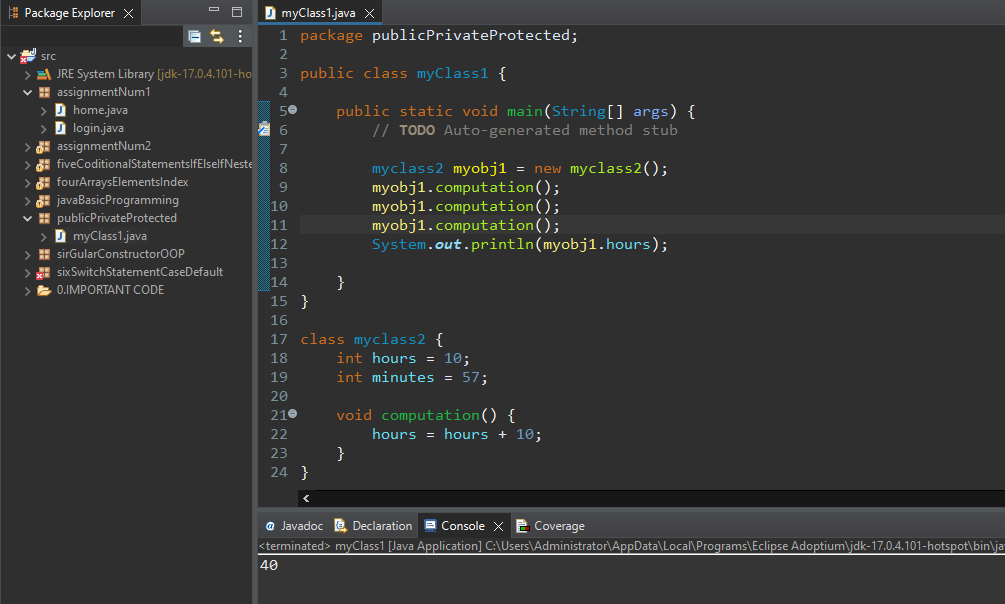 Package Explorer
src
JRE System Library [jdk-17.0.4.101-ho
assignmentNum1
home.java
login.java
assignmentNum2
fiveCoditionalStatementsIfElseIfNeste
fourArraysElementsIndex
javaBasicProgramming
publicPrivateProtected
myClass1.java
sirGularConstructorOOP
sixSwitchStatementCaseDefault
0.IMPORTANT CODE
myClass1.java
1 package publicPrivateProtected;
2
3 public class myClass1 {
4
5 public static void main(String[] args) {
6 // TODO Auto-generated method stub
7
8 myclass2 myobj1 = new myclass2();
9 myobj1.computation();
10 myobj1.computation();
11 myobj1.computation();
12 System.out.println(myobj1.hours);
13
14 }
15 }
16
17 class myclass2 {
18 int hours = 10;
19 int minutes = 57;
20
21 void computation() {
22 hours = hours + 10;
23 }
24 }
@ Javadoc Declaration Console Coverage
<terminated> myClass1 [Java Application] C:\Users\Administrator\AppData\Local\Programs\Eclipse Adoptium\jdk-17.0.4.101-hotspot\bin\ja
40